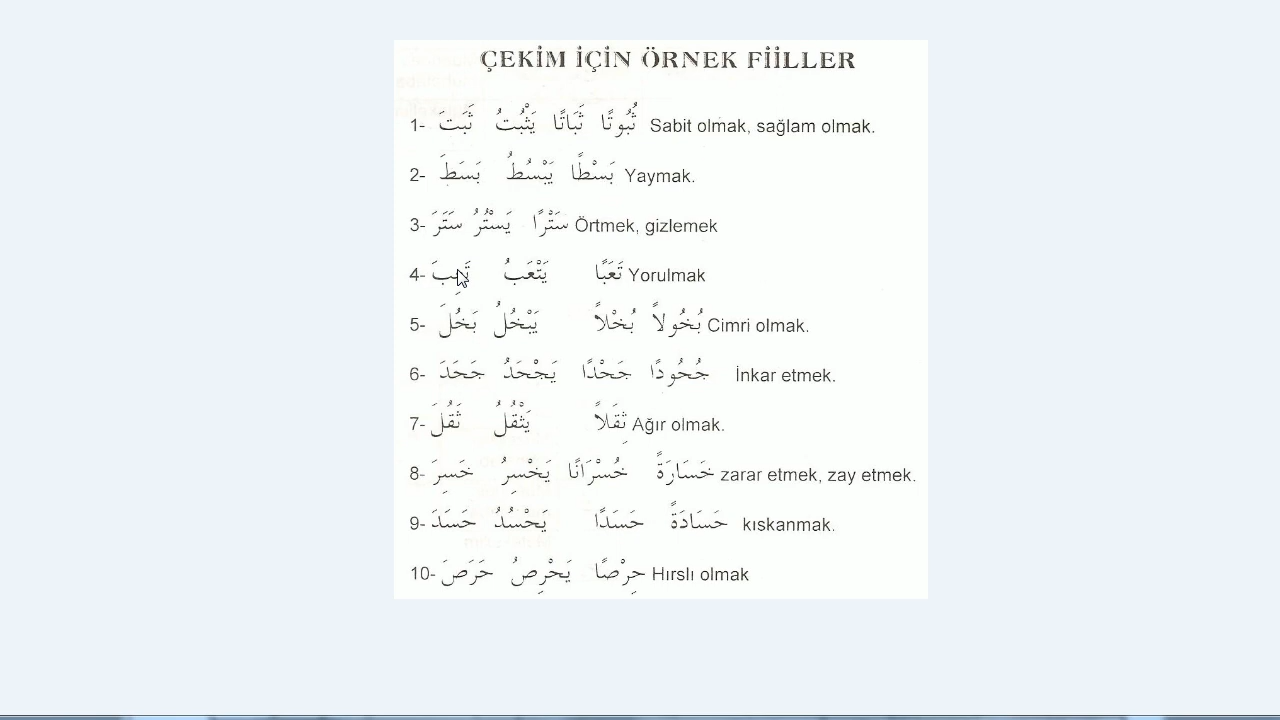 ÇEKİM İÇİN ÖRNEK FİİLLER
1- ثَبَتَ يَثْبُتُ ثَبَاتًا ثُبُوتًا Sabit olmak, sağlam olmak.
2- بَسَطَ يَبْسُطُ بَسْطًا Yaymak.
3- سَتَرَ يَسْتُرُ سَتْرًا Örtmek, gizlemek
4- تَعِبَ يَتْعَبُ تَعَبًا Yorulmak
5- بَخُلَ يَبْخُلُ بُخْلاً بُخُولاً Cimri olmak.
6- جَحَدَ يَجْحَدُ جَحْدًا جُحُودًا İnkar etmek.
7- ثَقُلَ يَثْقُلُ ثِقَلاً Ağır olmak.
8- خَسِرَ يَخْسِرُ خُسْرَانًا خَسَارَةً zarar etmek, zay etmek.
9- حَسَدَ يَحْسُدُ حَسَدًا حَسَادَةً kıskanmak.
10- حَرَصَ يَحْرِصُ حِرْصًا Hırslı olmak